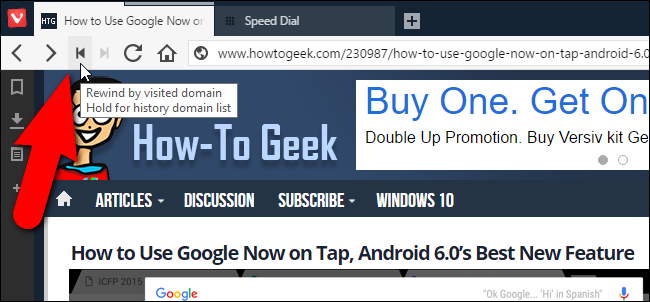 HTG How to Use Google Now or
Speed Dial
www.howtogeek.com/230987/how-to-use-google-now-on-tap-android-6.0
Rewind by visited domain
Hold for history domain list
Buy One. Get On
Double Up Promotion. Buy Versiv kit Ge
How-To Geek
ARTICLES DISCUSSION SUBSCRIBE WINDOWS 10
How to Use Google Now on Tap, Android 6.0's Best New Feature
ICFP 2015
Google "Ok Google... 'Hi' in Spanish"